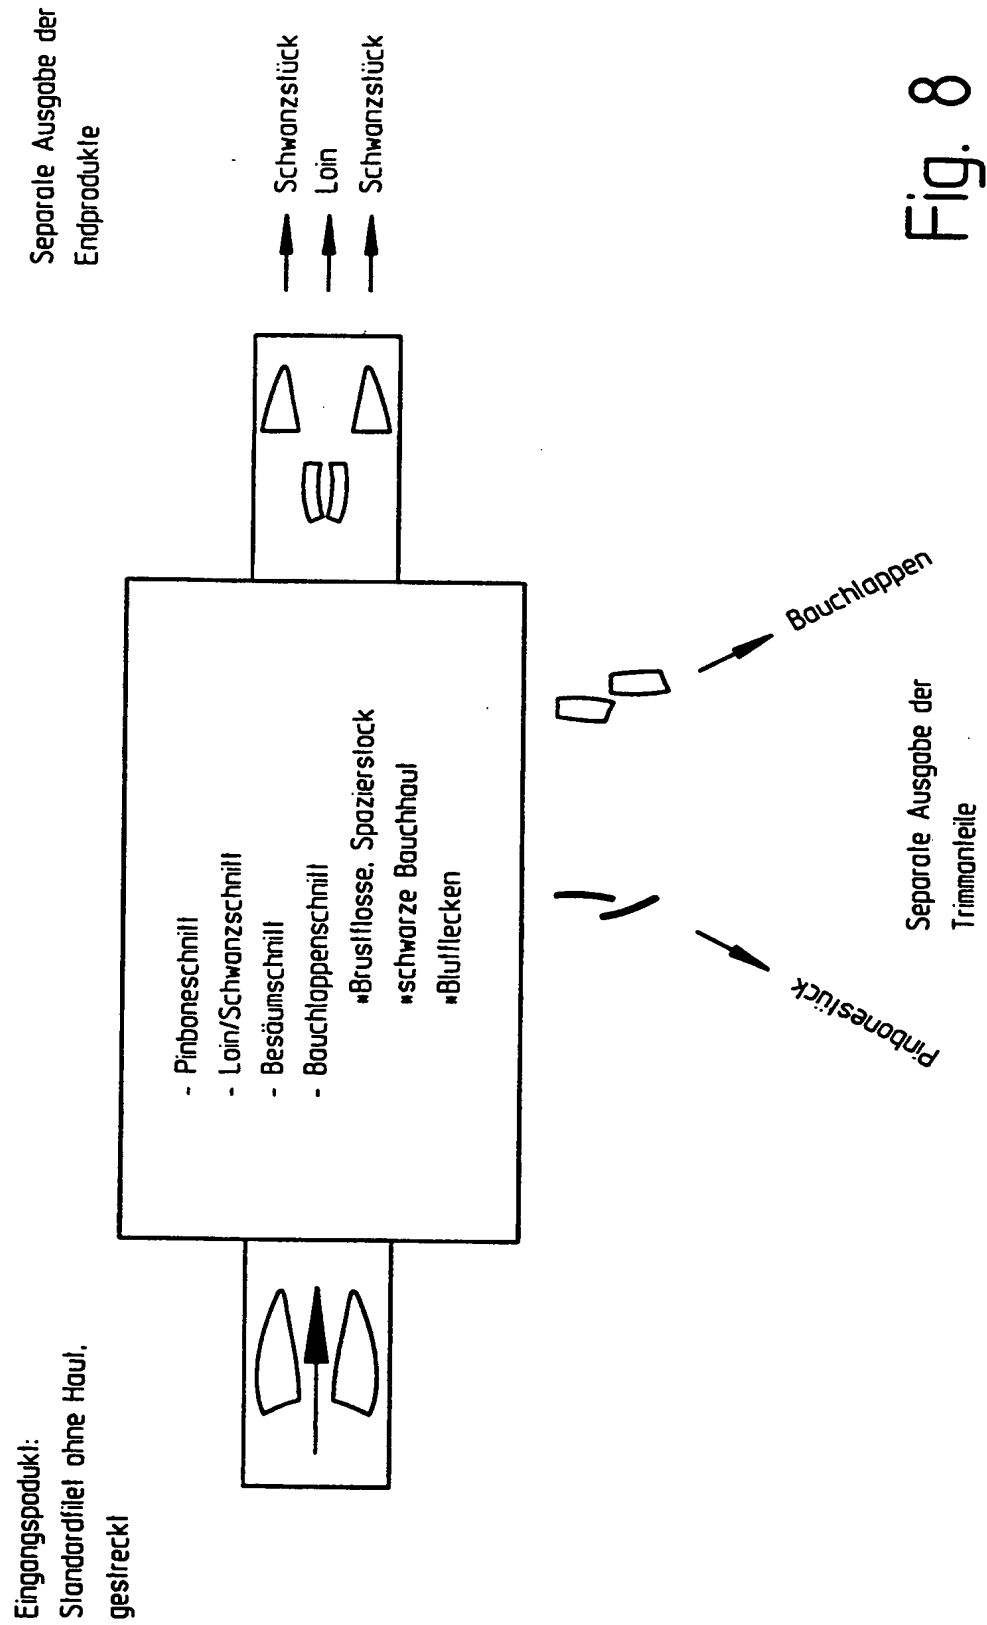 Eingangspodukt:
Standardfilet ohne Haut,
gestreckt
- Pinboneschnitt
- Loin/Schwanzschnitt
- Besäumschnitt
- Bauchlappenschnitt
*Brustflosse, Spazierstock
*schwarze Bauchhaut
*Blutflecken
Separate Ausgabe der
Endprodukte
Schwanzstück
Loin
Schwanzstück
Pinbonestück
Bauchlappen
Separate Ausgabe der
Trimmanteile
Fig. 8